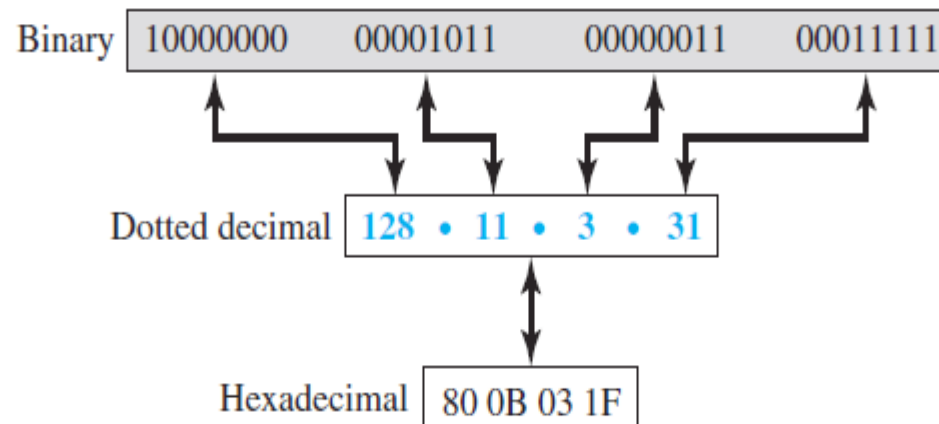 Binary 10000000 00001011 00000011 00011111
Dotted decimal 128 • 11 • 3 • 31
Hexadecimal 80 0B 03 1F